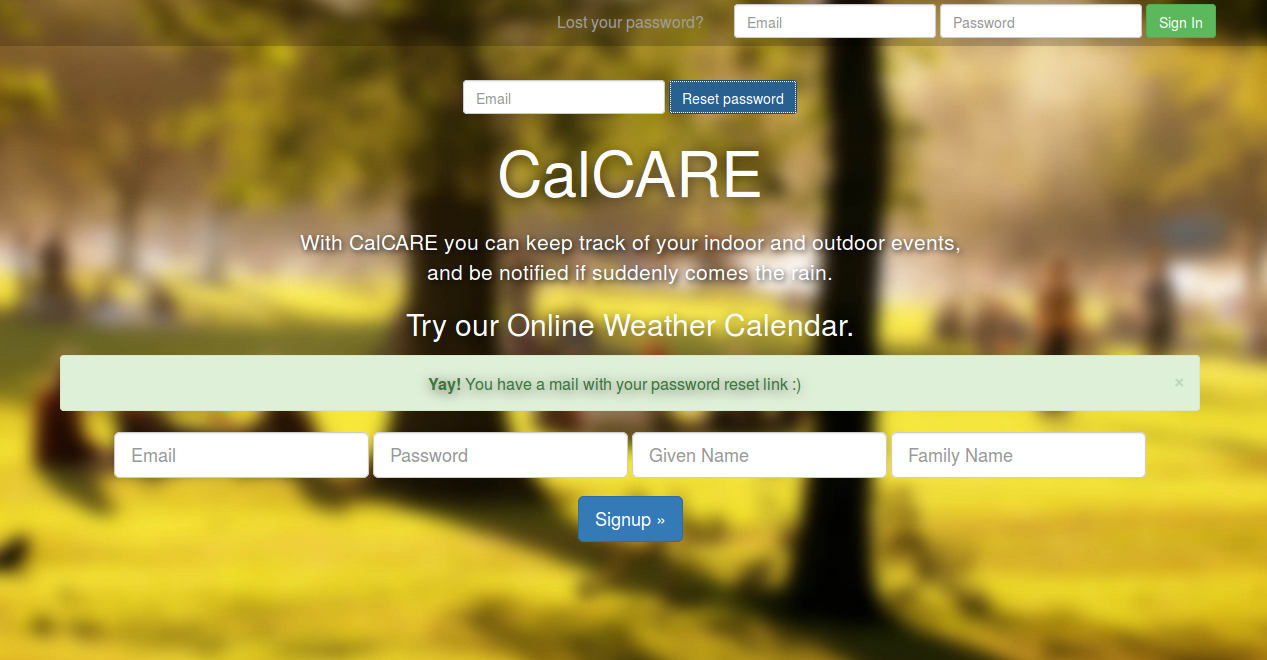 Lost your password? Email Password Sign In
Email Reset password
CalCARE
With CalCARE you can keep track of your indoor and outdoor events,
and be notified if suddenly comes the rain.
Try our Online Weather Calendar.
Yay! You have a mail with your password reset link :) ×
Email Password Given Name Family Name
Signup »